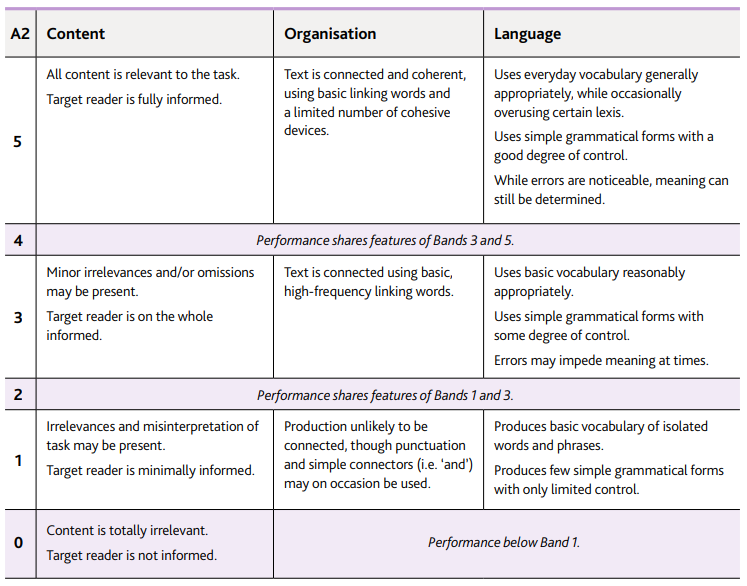 A2 Content Organisation Language
5
All content is relevant to the task.
Target reader is fully informed.
Text is connected and coherent,
using basic linking words and
a limited number of cohesive
devices.
Uses everyday vocabulary generally
appropriately, while occasionally
overusing certain lexis.
Uses simple grammatical forms with a
good degree of control.
While errors are noticeable, meaning can
still be determined.
4
Performance shares features of Bands 3 and 5.
3
Minor irrelevances and/or omissions
may be present.
Target reader is on the whole
informed.
Text is connected using basic,
high-frequency linking words.
Uses basic vocabulary reasonably
appropriately.
Uses simple grammatical forms with
some degree of control.
Errors may impede meaning at times.
2
Performance shares features of Bands 1 and 3.
1
Irrelevances and misinterpretation of
task may be present.
Target reader is minimally informed.
Production unlikely to be
connected, though punctuation
and simple connectors (i.e. ‘and’)
may on occasion be used.
Produces basic vocabulary of isolated
words and phrases.
Produces few simple grammatical forms
with only limited control.
0
Content is totally irrelevant.
Target reader is not informed.
Performance below Band 1.